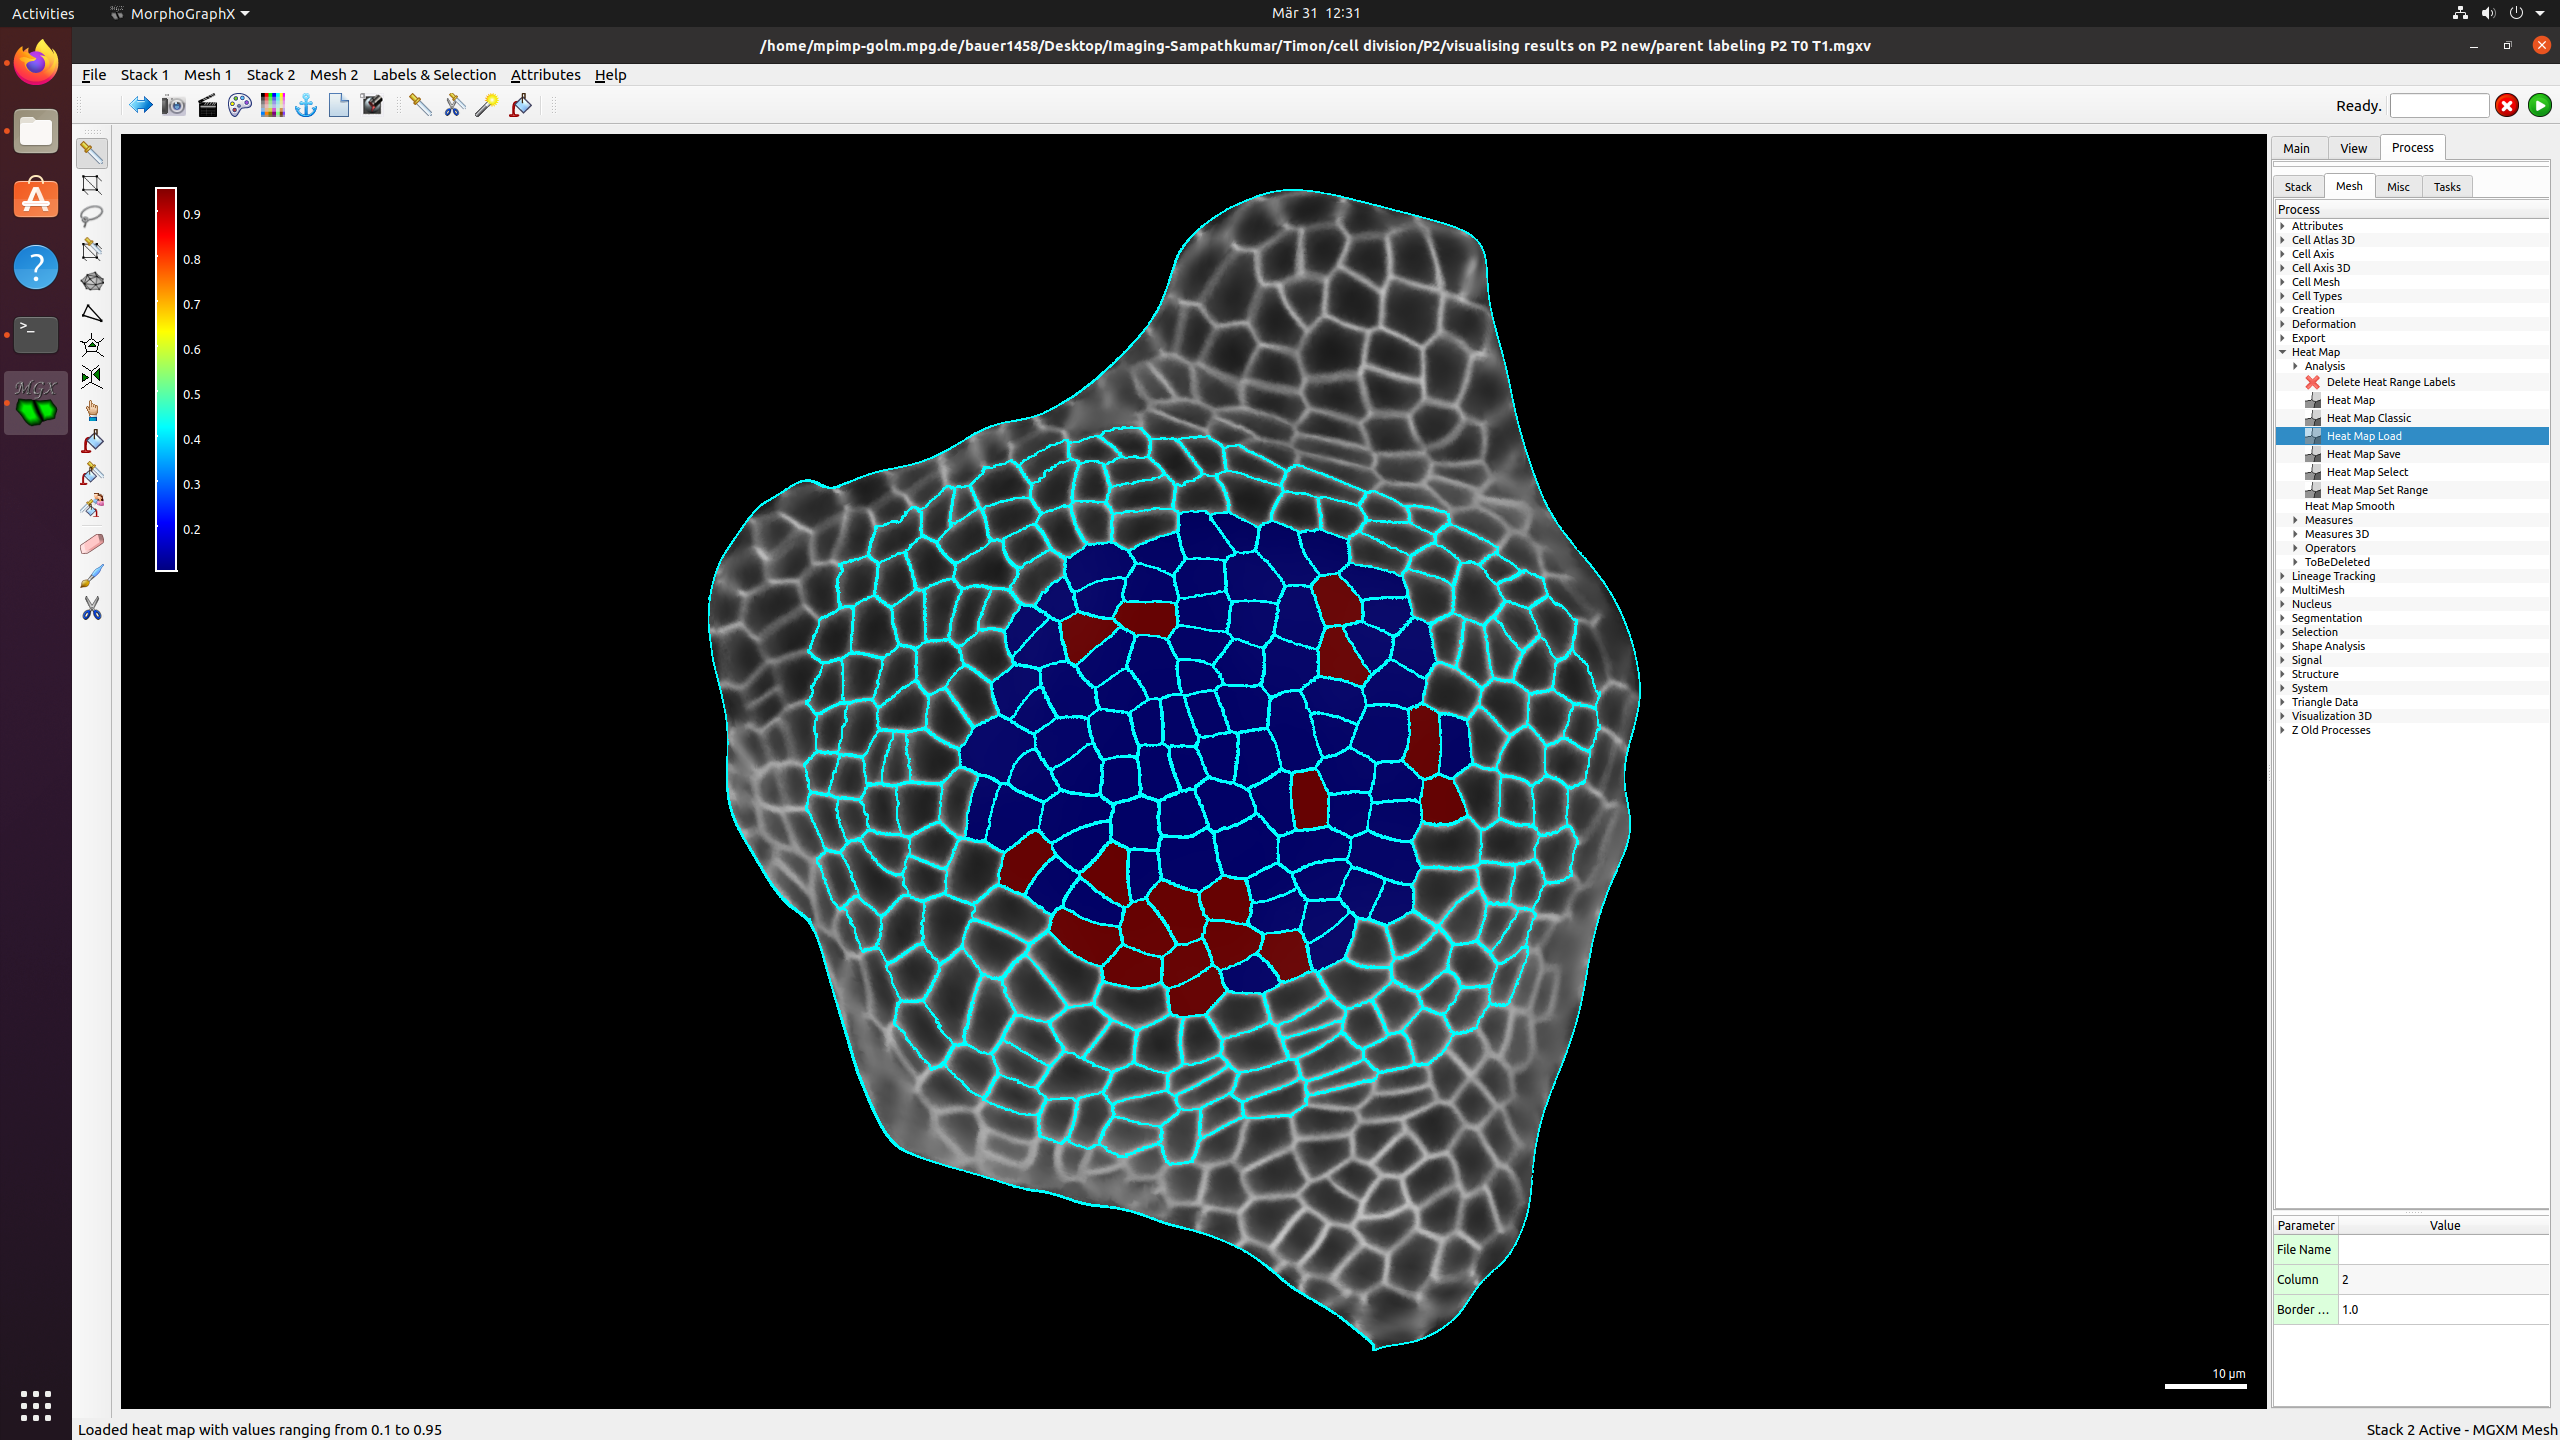 Activities MorphoGraphX Mär 31 12:31
/home/mpimp-golm.mpg.de/bauer1458/Desktop/Imaging-Sampathkumar/Timon/cell division/P2/visualising results on P2 new/parent labeling P2 T0 T1.mgxv
File Stack 1 Mesh 1 Stack 2 Mesh 2 Labels & Selection Attributes Help
Ready.
Main View Process
Stack Mesh Misc Tasks
Process
Attributes
Cell Atlas 3D
Cell Axis
Cell Axis 3D
Cell Mesh
Cell Types
Creation
Deformation
Export
Heat Map
Analysis
Delete Heat Range Labels
Heat Map
Heat Map Classic
Heat Map Load
Heat Map Save
Heat Map Select
Heat Map Set Range
Heat Map Smooth
Measures
Measures 3D
Operators
ToBeDeleted
Lineage Tracking
MultiMesh
Nucleus
Segmentation
Selection
Shape Analysis
Signal
Structure
System
Triangle Data
Visualization 3D
Z Old Processes
Parameter Value
File Name
Column 2
Border ... 1.0
0.9
0.8
0.7
0.6
0.5
0.4
0.3
0.2
MGX
10 µm
Loaded heat map with values ranging from 0.1 to 0.95
Stack 2 Active - MGXM Mesh